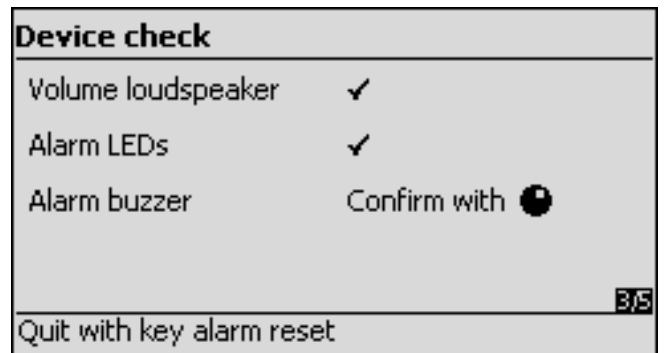 Device check
Volume loudspeaker ✓
Alarm LEDs ✓
Alarm buzzer Confirm with
3/5
Quit with key alarm reset